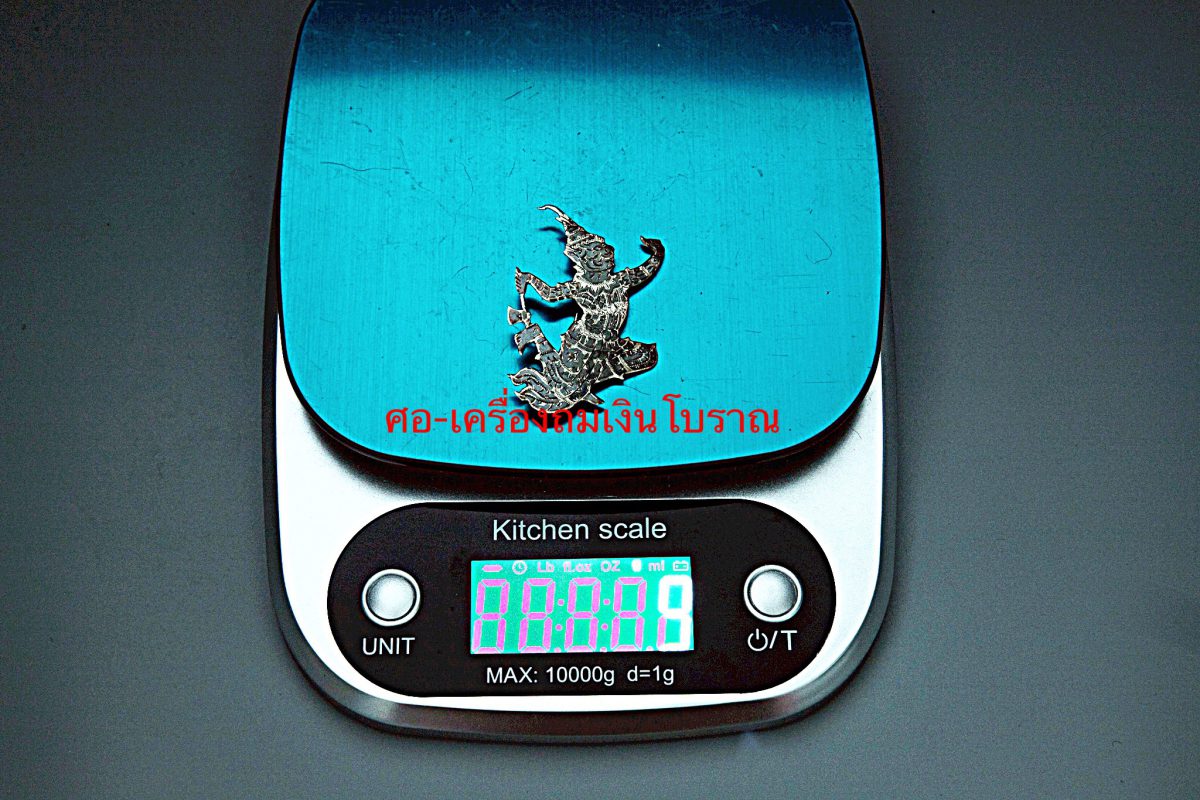 ศอ-เครื่องถมเงินโบราณ
Kitchen scale
Lb fl.oz OZ ml
UNIT
⏻/T
MAX: 10000g d=1g